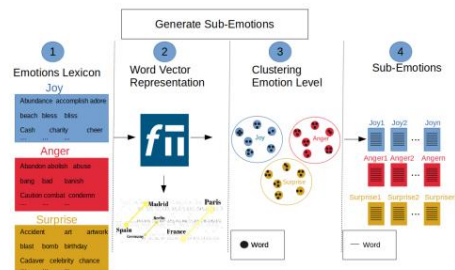 Generate Sub-Emotions
1
2
3
4
Emotions Lexicon
Word Vector
Representation
Clustering
Emotion Level
Sub-Emotions
Joy
Abundance accomplish adore
beach bless bliss
Cash charity cheer
... ... ...
Anger
Abandon abolish abuse
bang bad banish
Caution combat condemn
... ... ...
Surprise
Accident art artwork
blast bomb birthday
Cadaver celebrity chance
Madrid
Paris
Berlin
Spain
Germany
France
Joy
Anger
Surprise
Word
Joy1 Joy2 ... Joyn
Anger1 Anger2 ... Angern
Surprise1 Surprise2 ... Surprisen
Word